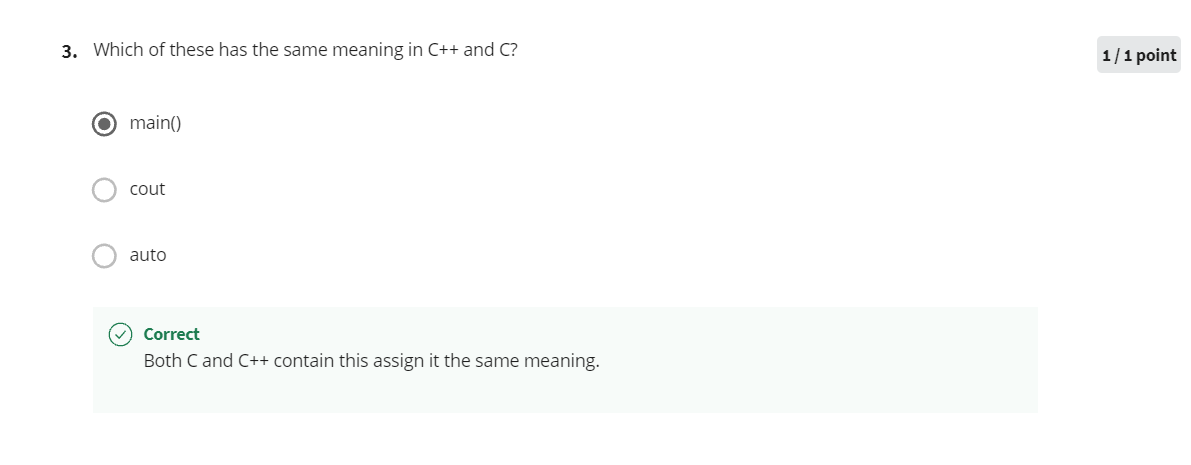 3. Which of these has the same meaning in C++ and C?
1 / 1 point
main()
cout
auto
Correct
Both C and C++ contain this assign it the same meaning.